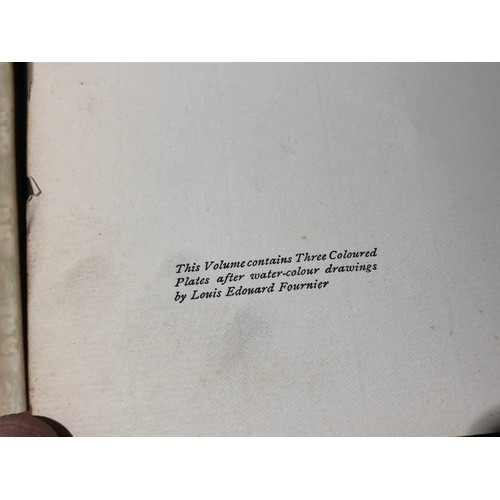 This Volume contains Three Coloured
Plates after water-colour drawings
by Louis Edouard Fournier